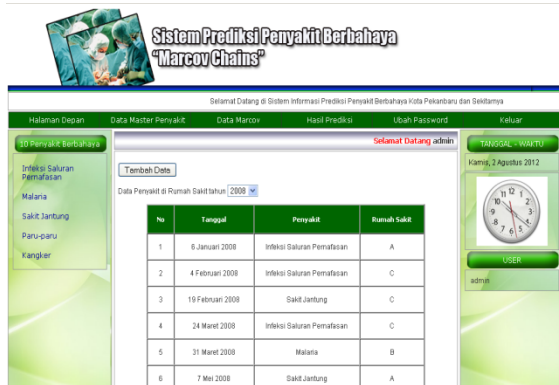 Sistem Prediksi Penyakit Berbahaya
“Marcov Chains”
Selamat Datang di Sistem Informasi Prediksi Penyakit Berbahaya Kota Pekanbaru dan Sekitarnya
Halaman Depan Data Master Penyakit Data Marcov Hasil Prediksi Ubah Password Keluar
10 Penyakit Berbahaya
Infeksi Saluran
Pernafasan
Malaria
Sakit Jantung
Paru-paru
Kangker
Selamat Datang admin
Tambah Data
Data Penyakit di Rumah Sakit tahun 2008
No Tanggal Penyakit Rumah Sakit
1 6 Januari 2008 Infeksi Saluran Pernafasan A
2 4 Februari 2008 Infeksi Saluran Pernafasan C
3 19 Februari 2008 Sakit Jantung C
4 24 Maret 2008 Infeksi Saluran Pernafasan C
5 31 Maret 2008 Malaria B
6 7 Mei 2008 Sakit Jantung A
TANGGAL - WAKTU
Kamis, 2 Agustus 2012
USER
admin